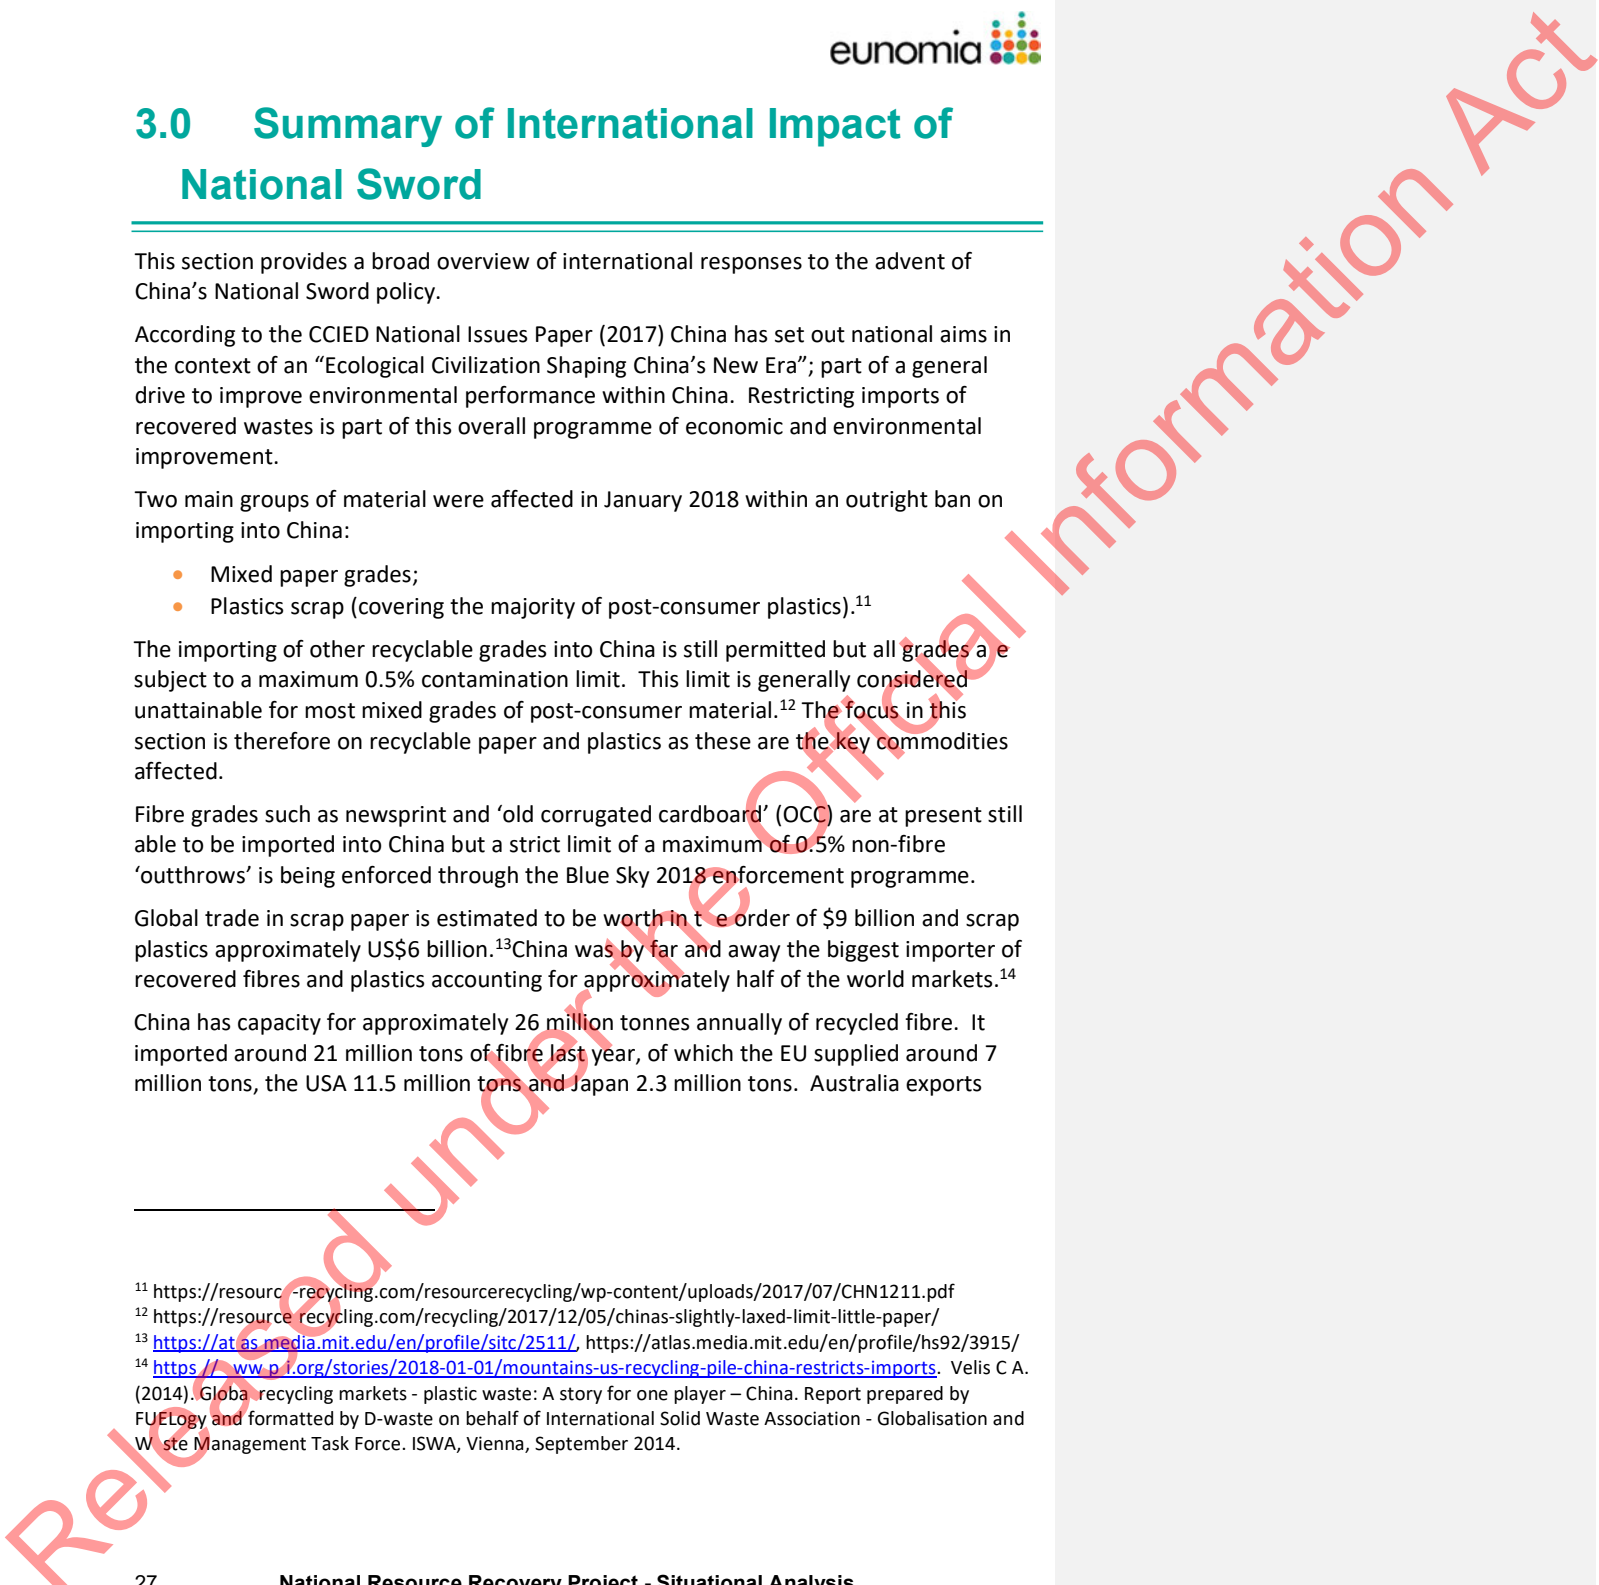 eunomia
3.0 Summary of International Impact of
National Sword
This section provides a broad overview of international responses to the advent of
China’s National Sword policy.
According to the CCIED National Issues Paper (2017) China has set out national aims in
the context of an “Ecological Civilization Shaping China’s New Era”; part of a general
drive to improve environmental performance within China. Restricting imports of
recovered wastes is part of this overall programme of economic and environmental
improvement.
Two main groups of material were affected in January 2018 within an outright ban on
importing into China:
• Mixed paper grades;
• Plastics scrap (covering the majority of post-consumer plastics).11
The importing of other recyclable grades into China is still permitted but all grades a e
subject to a maximum 0.5% contamination limit. This limit is generally considered
unattainable for most mixed grades of post-consumer material.12 The focus in this
section is therefore on recyclable paper and plastics as these are the key commodities
affected.
Fibre grades such as newsprint and ‘old corrugated cardboard’ (OCC) are at present still
able to be imported into China but a strict limit of a maximum of 0.5% non-fibre
‘outthrows’ is being enforced through the Blue Sky 2018 enforcement programme.
Global trade in scrap paper is estimated to be worth in t e order of $9 billion and scrap
plastics approximately US$6 billion.13China was by far and away the biggest importer of
recovered fibres and plastics accounting for approximately half of the world markets.14
China has capacity for approximately 26 million tonnes annually of recycled fibre. It
imported around 21 million tons of fibre last year, of which the EU supplied around 7
million tons, the USA 11.5 million tons and Japan 2.3 million tons. Australia exports
11 https://resourc -recycling.com/resourcerecycling/wp-content/uploads/2017/07/CHN1211.pdf
12 https://resource recycling.com/recycling/2017/12/05/chinas-slightly-laxed-limit-little-paper/
13 https://at as.media.mit.edu/en/profile/sitc/2511/, https://atlas.media.mit.edu/en/profile/hs92/3915/
14 https // ww p i.org/stories/2018-01-01/mountains-us-recycling-pile-china-restricts-imports. Velis C A.
(2014). Globa recycling markets - plastic waste: A story for one player – China. Report prepared by
FUELogy and formatted by D-waste on behalf of International Solid Waste Association - Globalisation and
W ste Management Task Force. ISWA, Vienna, September 2014.
27 National Resource Recovery Project - Situational Analysis
Released under the Official Information Act